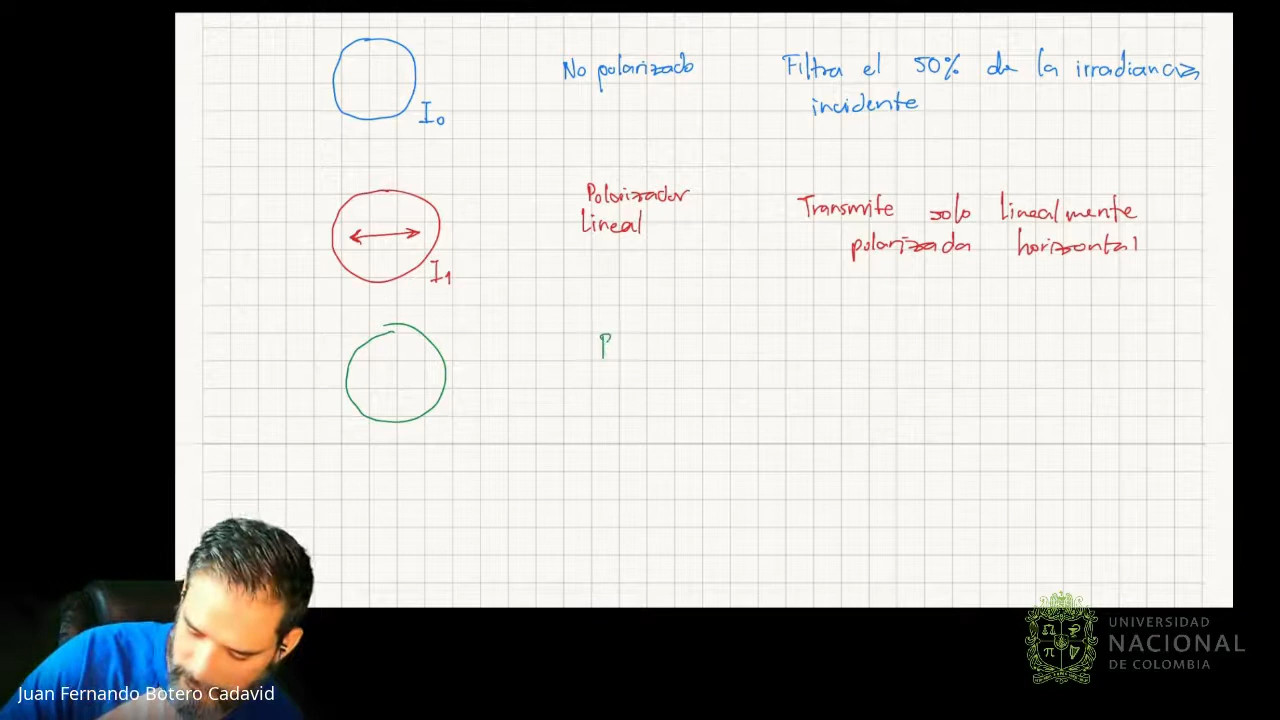 No polarizado
Filtra el 50% de la irradiancia
incidente
I₀
Polarizador
Lineal
Transmite solo linealmente
polarizada horizontal
I₁
P
UNIVERSIDAD
NACIONAL
DE COLOMBIA
Juan Fernando Botero Cadavid